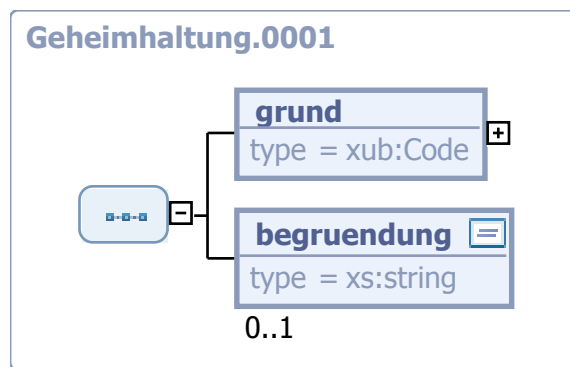 Geheimhaltung.0001
grund
type = xub:Code
begruendung
type = xs:string
0..1